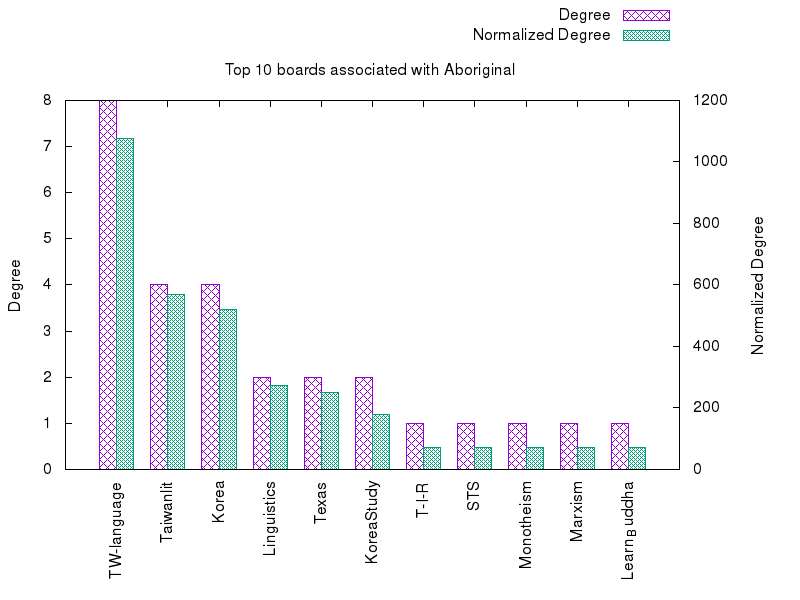 Degree
Normalized Degree
Top 10 boards associated with Aboriginal
8
7
6
5
4
3
2
1
0
1200
1000
800
600
400
200
0
Degree
Normalized Degree
TW-language
Taiwanlit
Korea
Linguistics
Texas
KoreaStudy
T-I-R
STS
Monotheism
Marxism
LearnBuddha